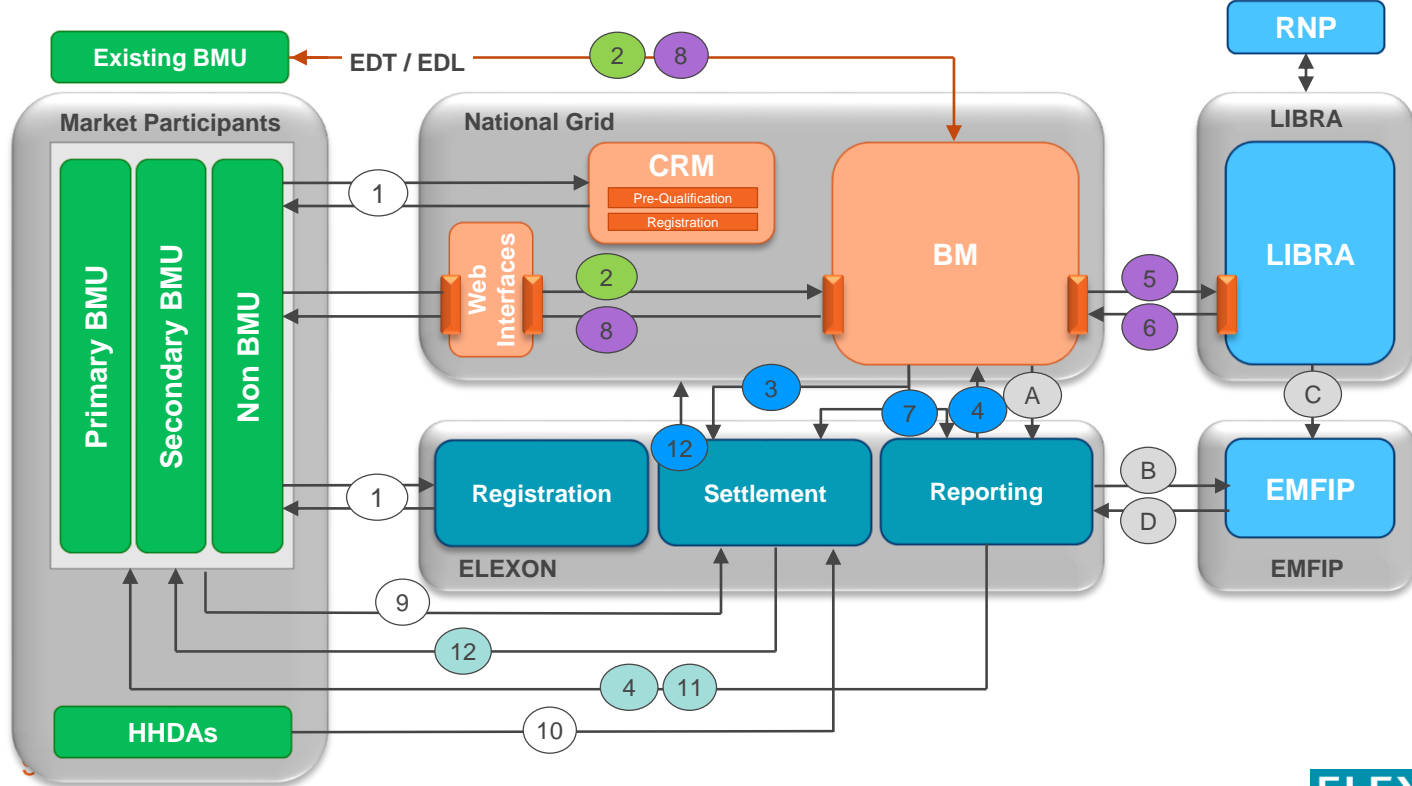 RNP
Existing BMU
EDT / EDL
2
8
Market Participants
National Grid
LIBRA
CRM
Pre-Qualification
Registration
1
Primary BMU
Secondary BMU
Non BMU
Web
Interfaces
2
8
BM
5
6
LIBRA
3
7
4
A
C
12
1
Registration
Settlement
Reporting
B
D
EMFIP
ELEXON
EMFIP
9
12
4
11
HHDAs
10